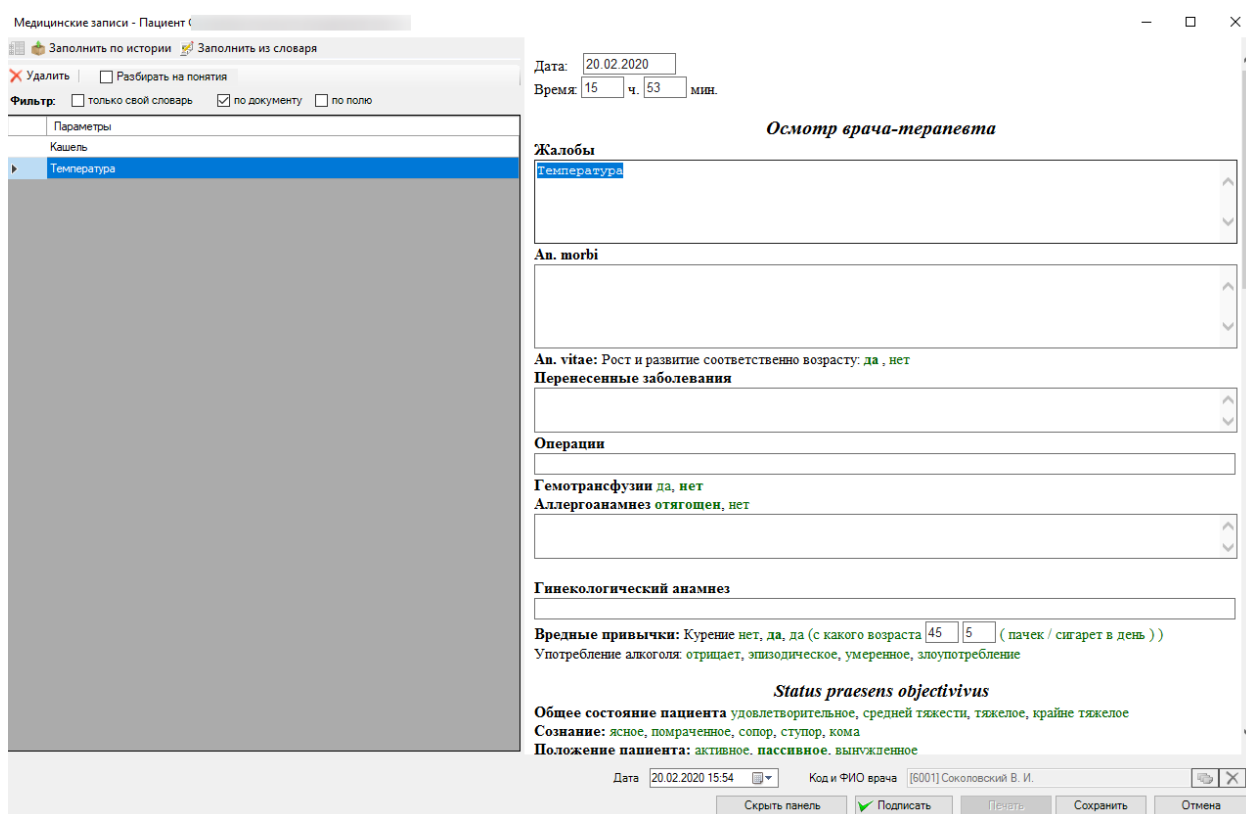 Медицинские записи - Пациент
Заполнить по истории Заполнить из словаря
Удалить Разбирать на понятия
Фильтр: только свой словарь по документу по полю
Параметры
Кашель
Температура
Дата: 20.02.2020
Время: 15 ч. 53 мин.
Осмотр врача-терапевта
Жалобы
Температура
An. morbi
An. vitae: Рост и развитие соответственно возрасту: да , нет
Перенесенные заболевания
Операции
Гемотрансфузии да, нет
Аллергоанамнез отягощен, нет
Гинекологический анамнез
Вредные привычки: Курение нет, да, да (с какого возраста 45 5 ( пачек / сигарет в день ) )
Употребление алкоголя: отрицает, эпизодическое, умеренное, злоупотребление
Status praesens objectivivus
Общее состояние пациента удовлетворительное, средней тяжести, тяжелое, крайне тяжелое
Сознание: ясное, помраченное, сопор, ступор, кома
Положение пациента: активное, пассивное, вынужденное
Дата 20.02.2020 15:54 Код и ФИО врача [6001] Соколовский В. И.
Скрыть панель Подписать Печать Сохранить Отмена